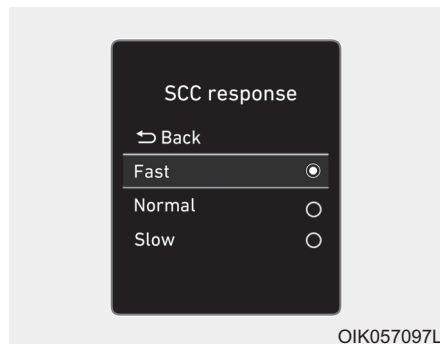 SCC response
Back
Fast
Normal
Slow
OIK057097L